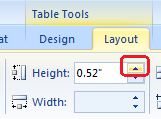 Table Tools
at Design Layout
Height: 0.52"
Width: